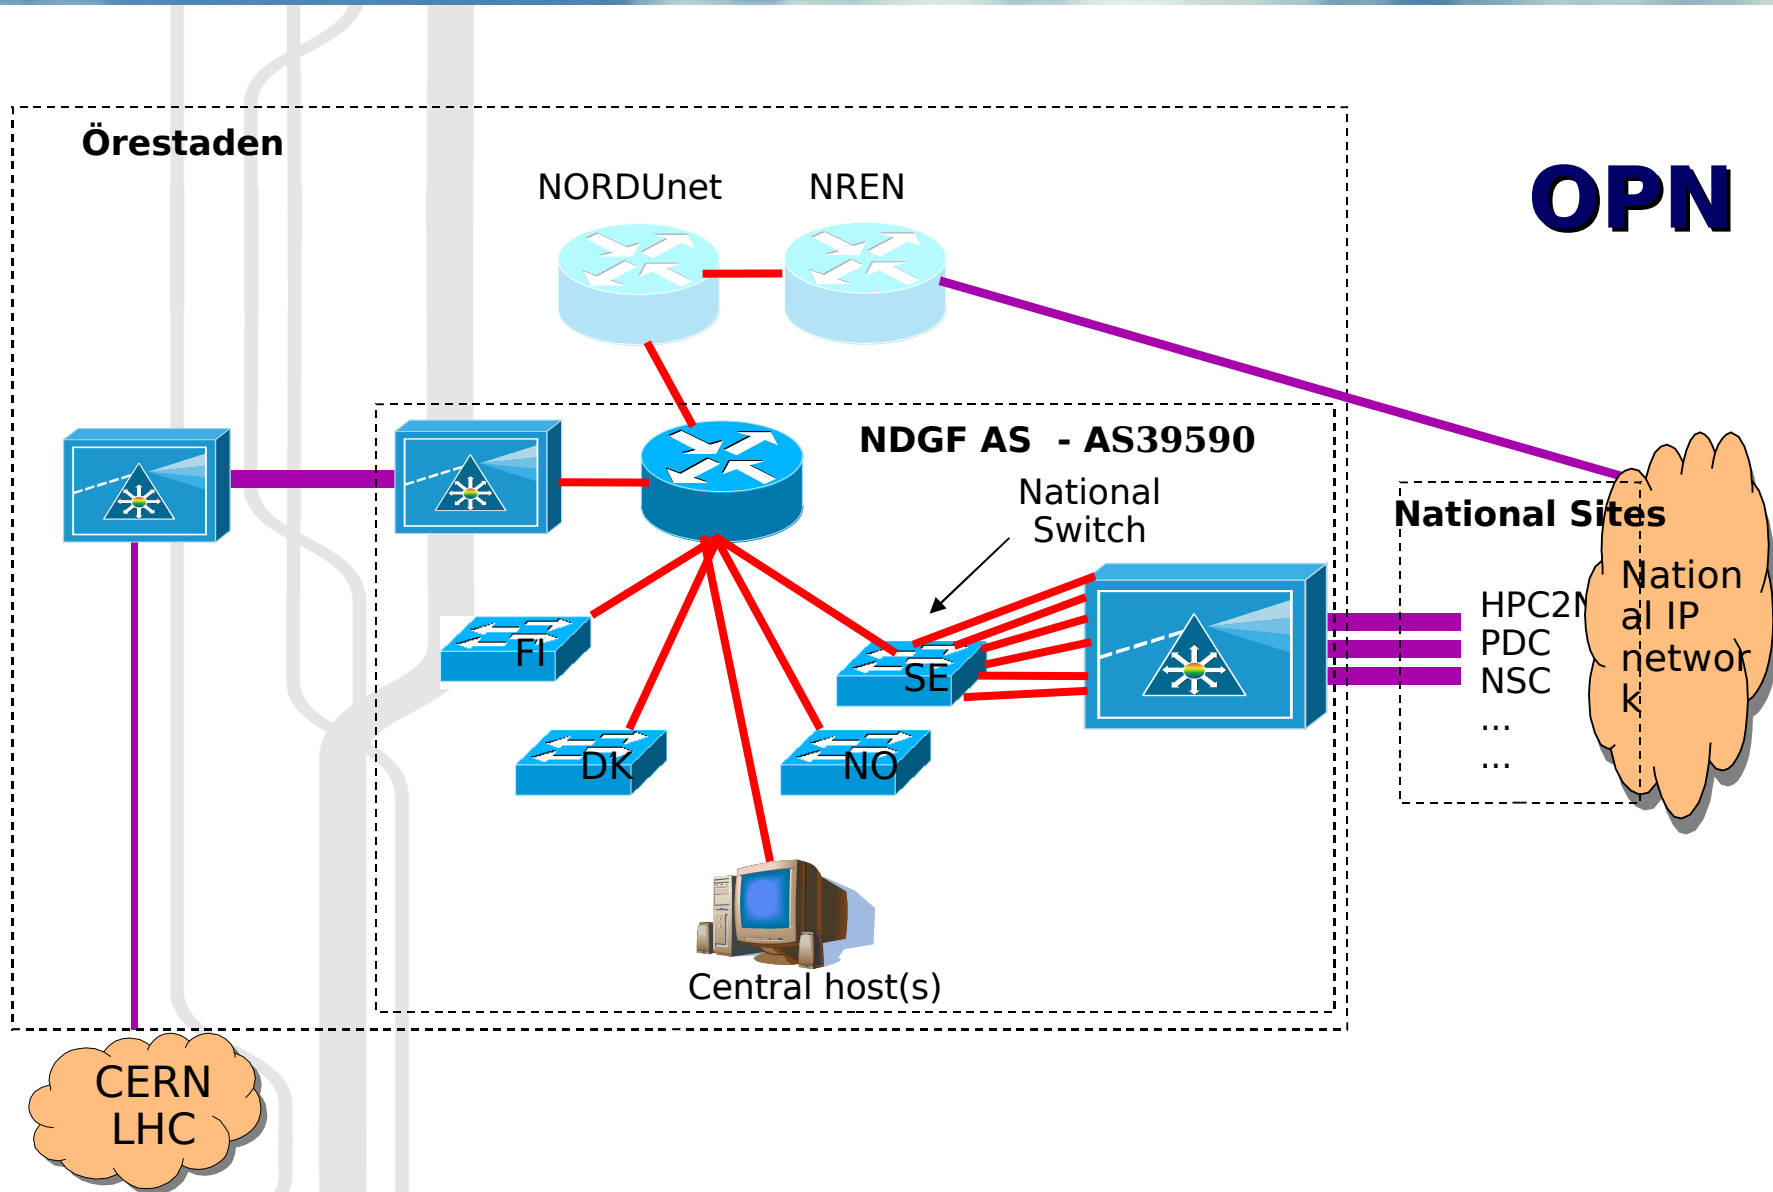 Örestaden
OPN
NORDUnet
NREN
NDGF AS - AS39590
National
Switch
National Sites
HPC2N
PDC
NSC
...
...
Nation
al IP
networ
k
FI
SE
DK
NO
Central host(s)
CERN
LHC